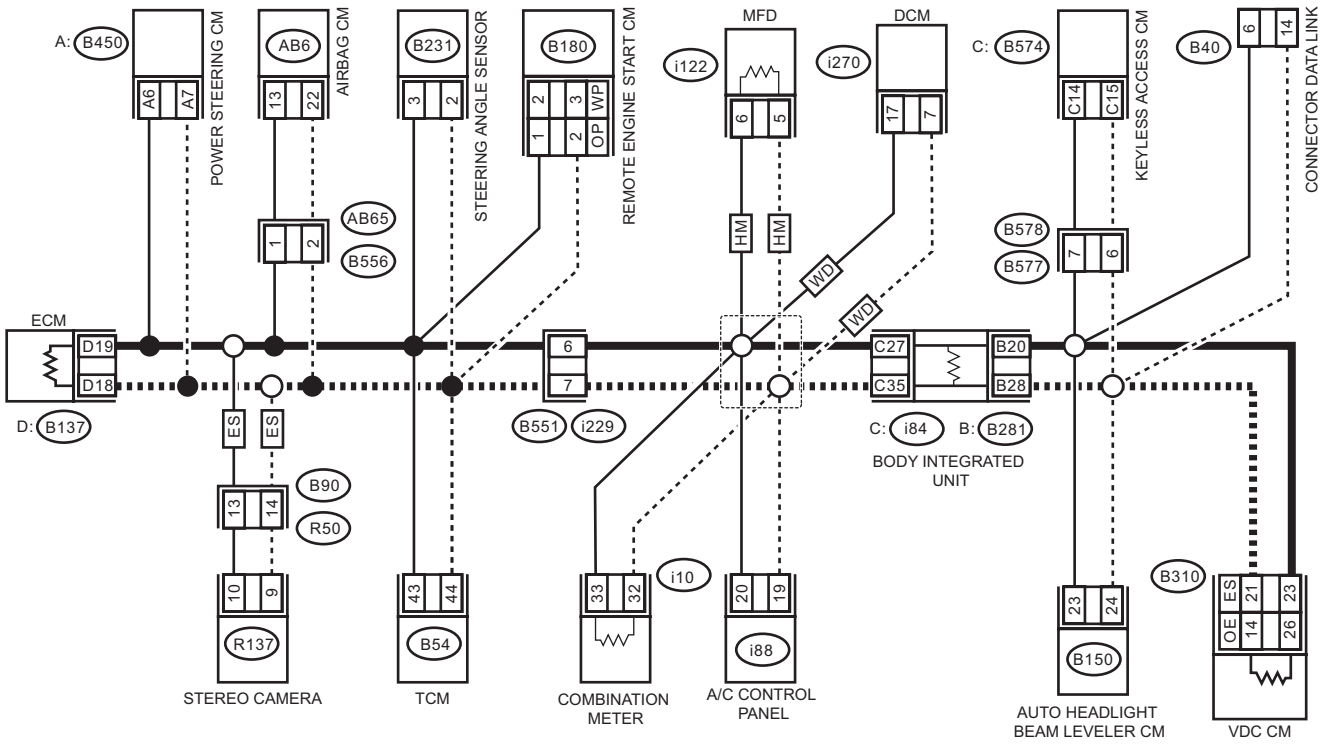 A: B450
A6 A7
POWER STEERING CM
AB6
13 22
AIRBAG CM
B231
3 2
STEERING ANGLE SENSOR
B180
2 3 WP
1 2 OP
REMOTE ENGINE START CM
MFD
i122
6 5
DCM
i270
17 7
C: B574
C14 C15
KEYLESS ACCESS CM
B40
6 14
CONNECTOR DATA LINK
1 2
AB65
B556
HM HM
WD
WD
7 6
B578
B577
ECM
D19
D18
D: B137
6
7
B551 i229
C27
C35
B20
B28
C: i84 B: B281
BODY INTEGRATED
UNIT
ES ES
13 14
B90
R50
10 9
R137
STEREO CAMERA
43 44
B54
TCM
33 32
i10
COMBINATION
METER
20 19
i88
A/C CONTROL
PANEL
23 24
B150
AUTO HEADLIGHT
BEAM LEVELER CM
B310
ES 21 23
OE 14 26
VDC CM